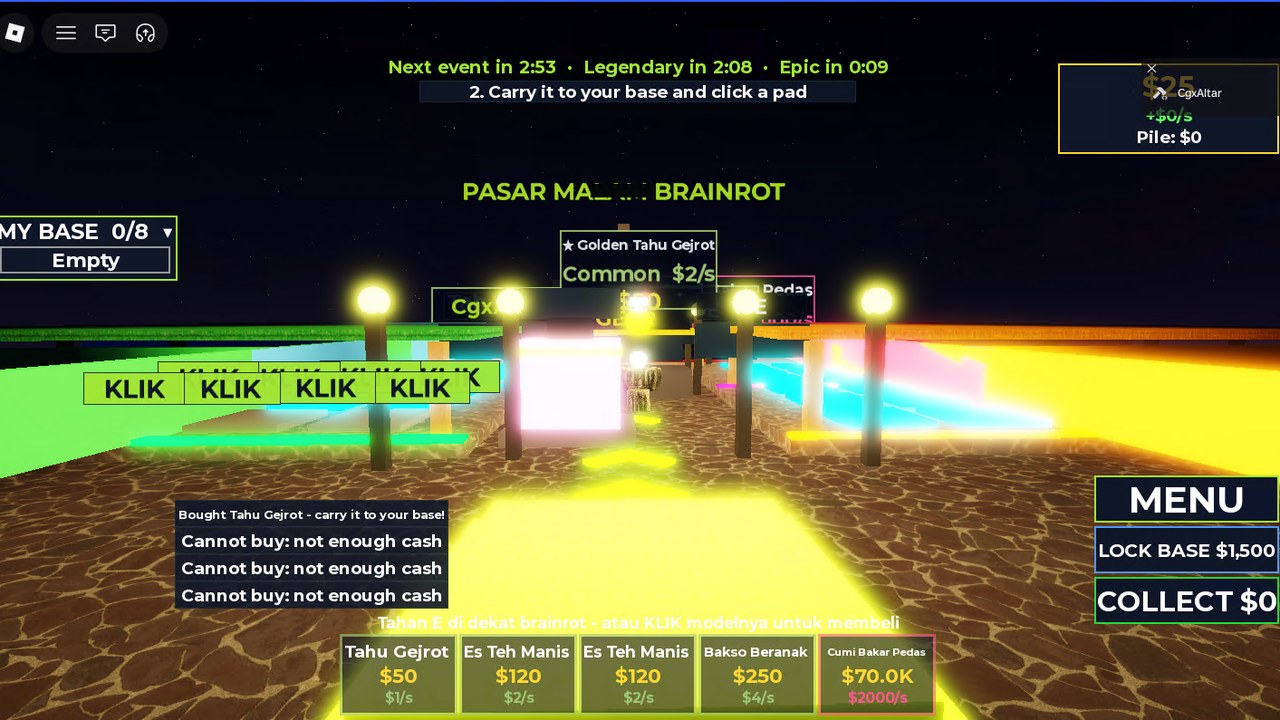 Next event in 2:53 · Legendary in 2:08 · Epic in 0:09
2. Carry it to your base and click a pad
$25
CgxAltar
+$0/s
Pile: $0
PASAR BRAINROT
MY BASE 0/8 ▼
Empty
★ Golden Tahu Gejrot
Common $2/s
Pedas
KLIK KLIK KLIK KLIK
MENU
LOCK BASE $1,500
COLLECT $0
Bought Tahu Gejrot - carry it to your base!
Cannot buy: not enough cash
Cannot buy: not enough cash
Cannot buy: not enough cash
Tahan E di dekat brainrot - atau KLIK modelnya untuk membeli
Tahu Gejrot Es Teh Manis Es Teh Manis Bakso Beranak Cumi Bakar Pedas
$50 $120 $120 $250 $70.0K
$1/s $2/s $2/s $4/s $2000/s